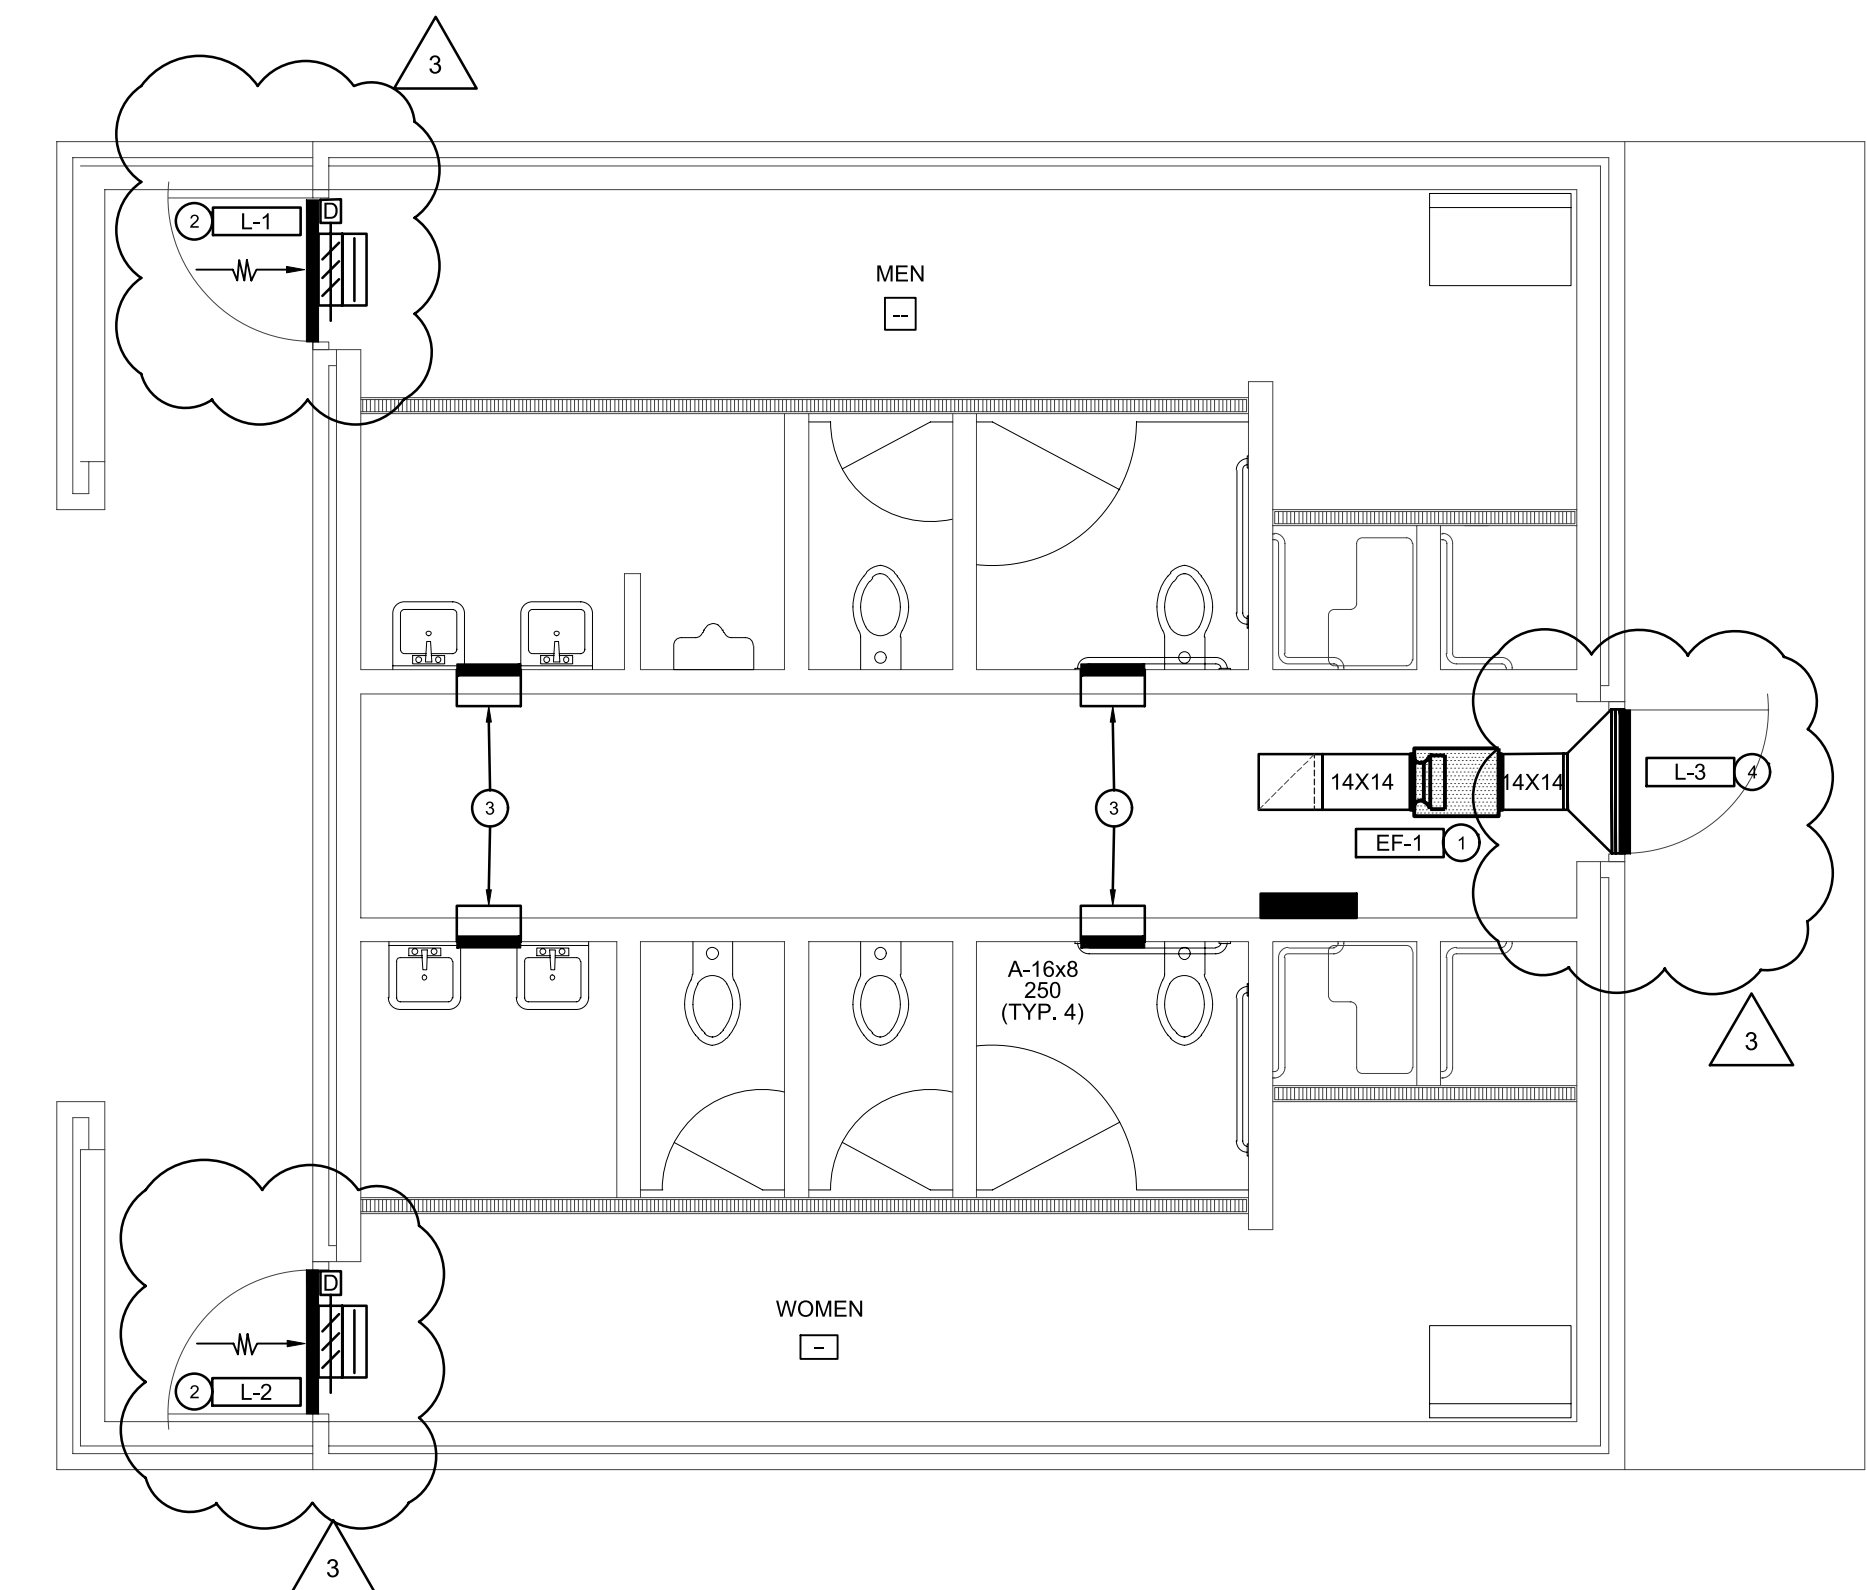 3
2 L-1
D
MEN
--
3
3
14X14
14X14
L-3 4
EF-1 1
A-16x8
250
(TYP. 4)
3
D
2 L-2
WOMEN
-
3